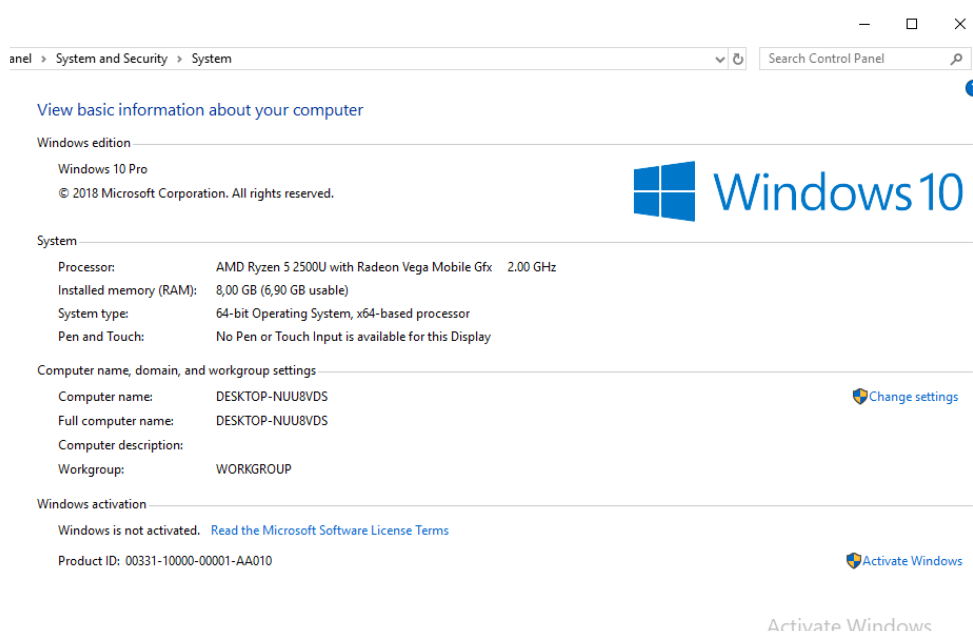 anel > System and Security > System
Search Control Panel
View basic information about your computer
Windows edition
Windows 10 Pro
© 2018 Microsoft Corporation. All rights reserved.
Windows 10
System
Processor: AMD Ryzen 5 2500U with Radeon Vega Mobile Gfx 2.00 GHz
Installed memory (RAM): 8,00 GB (6,90 GB usable)
System type: 64-bit Operating System, x64-based processor
Pen and Touch: No Pen or Touch Input is available for this Display
Computer name, domain, and workgroup settings
Computer name: DESKTOP-NUU8VDS
Change settings
Full computer name: DESKTOP-NUU8VDS
Computer description:
Workgroup: WORKGROUP
Windows activation
Windows is not activated. Read the Microsoft Software License Terms
Product ID: 00331-10000-00001-AA010
Activate Windows
Activate Windows